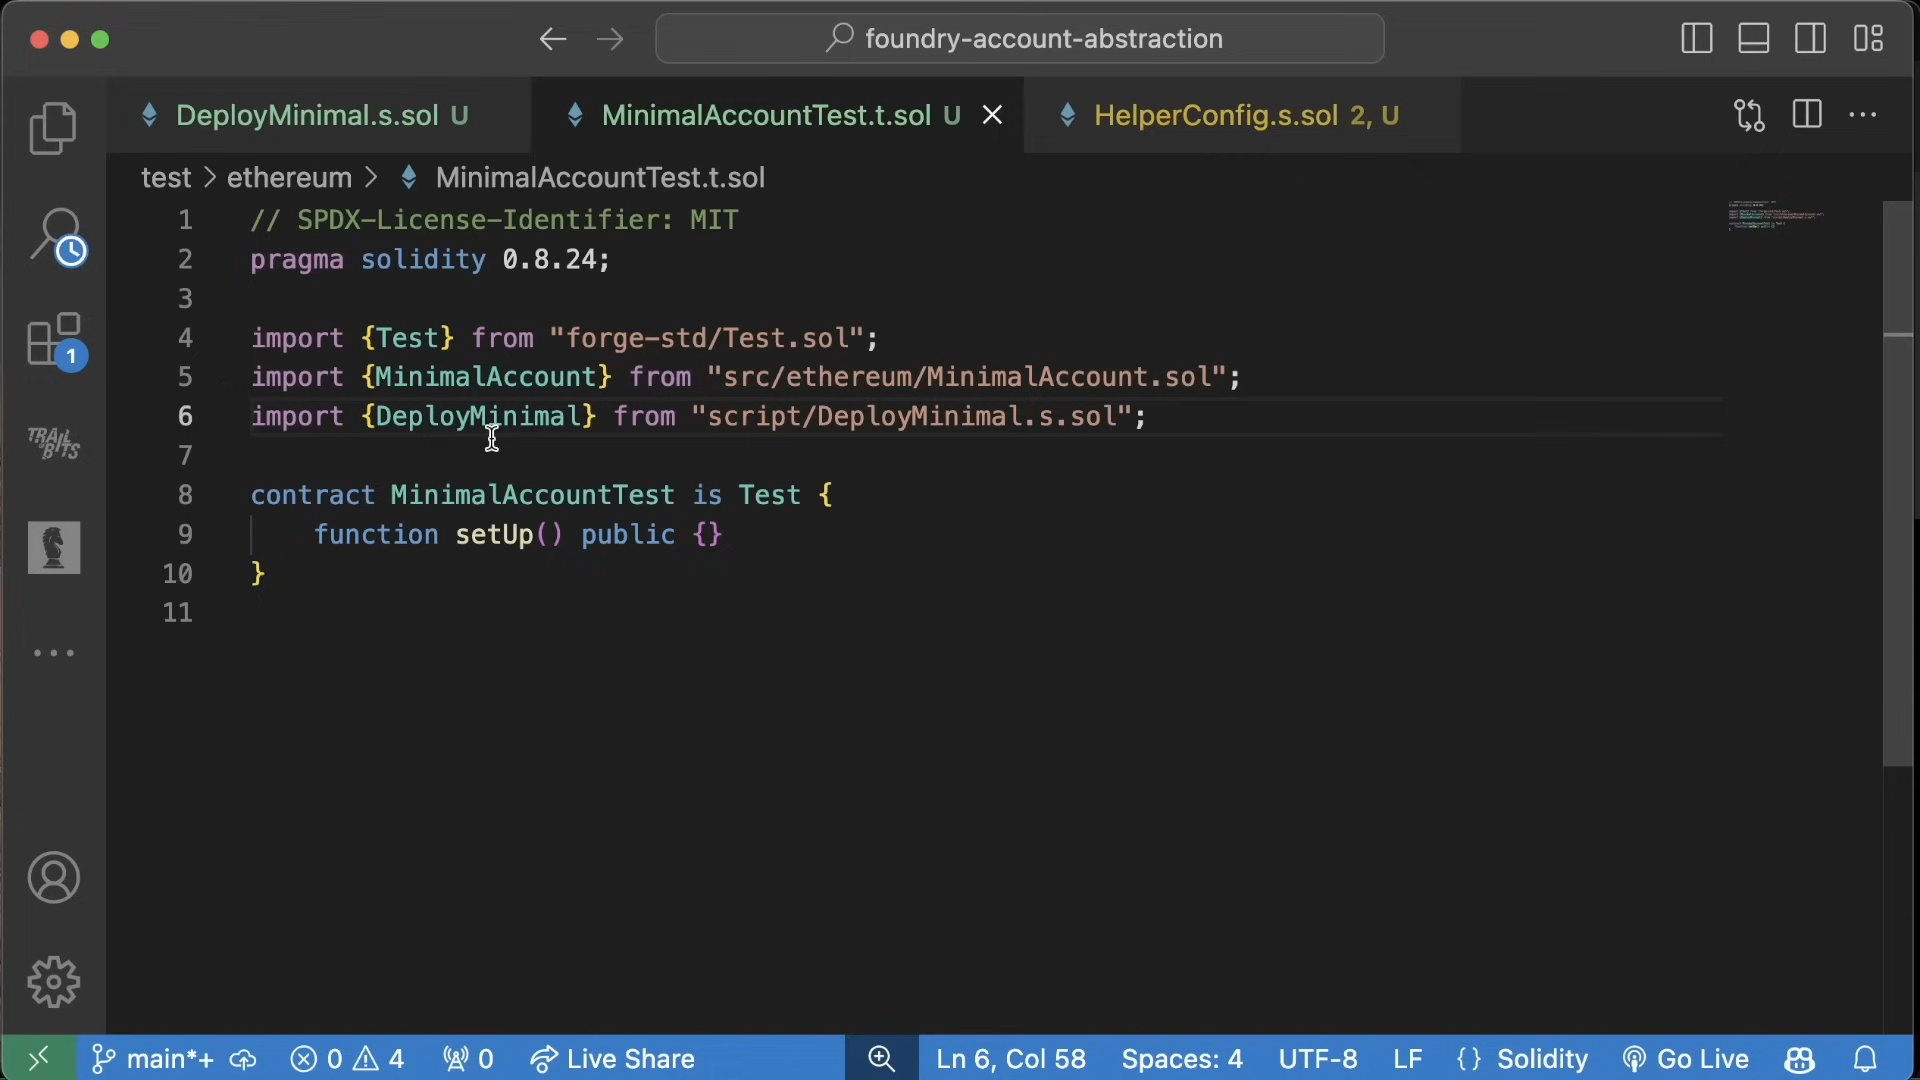 foundry-account-abstraction
DeployMinimal.s.sol U
MinimalAccountTest.t.sol U
HelperConfig.s.sol 2, U
test > ethereum > MinimalAccountTest.t.sol
1 // SPDX-License-Identifier: MIT
2 pragma solidity 0.8.24;
3
4 import {Test} from "forge-std/Test.sol";
5 import {MinimalAccount} from "src/ethereum/MinimalAccount.sol";
6 import {DeployMinimal} from "script/DeployMinimal.s.sol";
7
8 contract MinimalAccountTest is Test {
9 function setUp() public {}
10 }
11
1
TRAIL OF BITS
main*+ 0 4 0 Live Share Ln 6, Col 58 Spaces: 4 UTF-8 LF {} Solidity Go Live